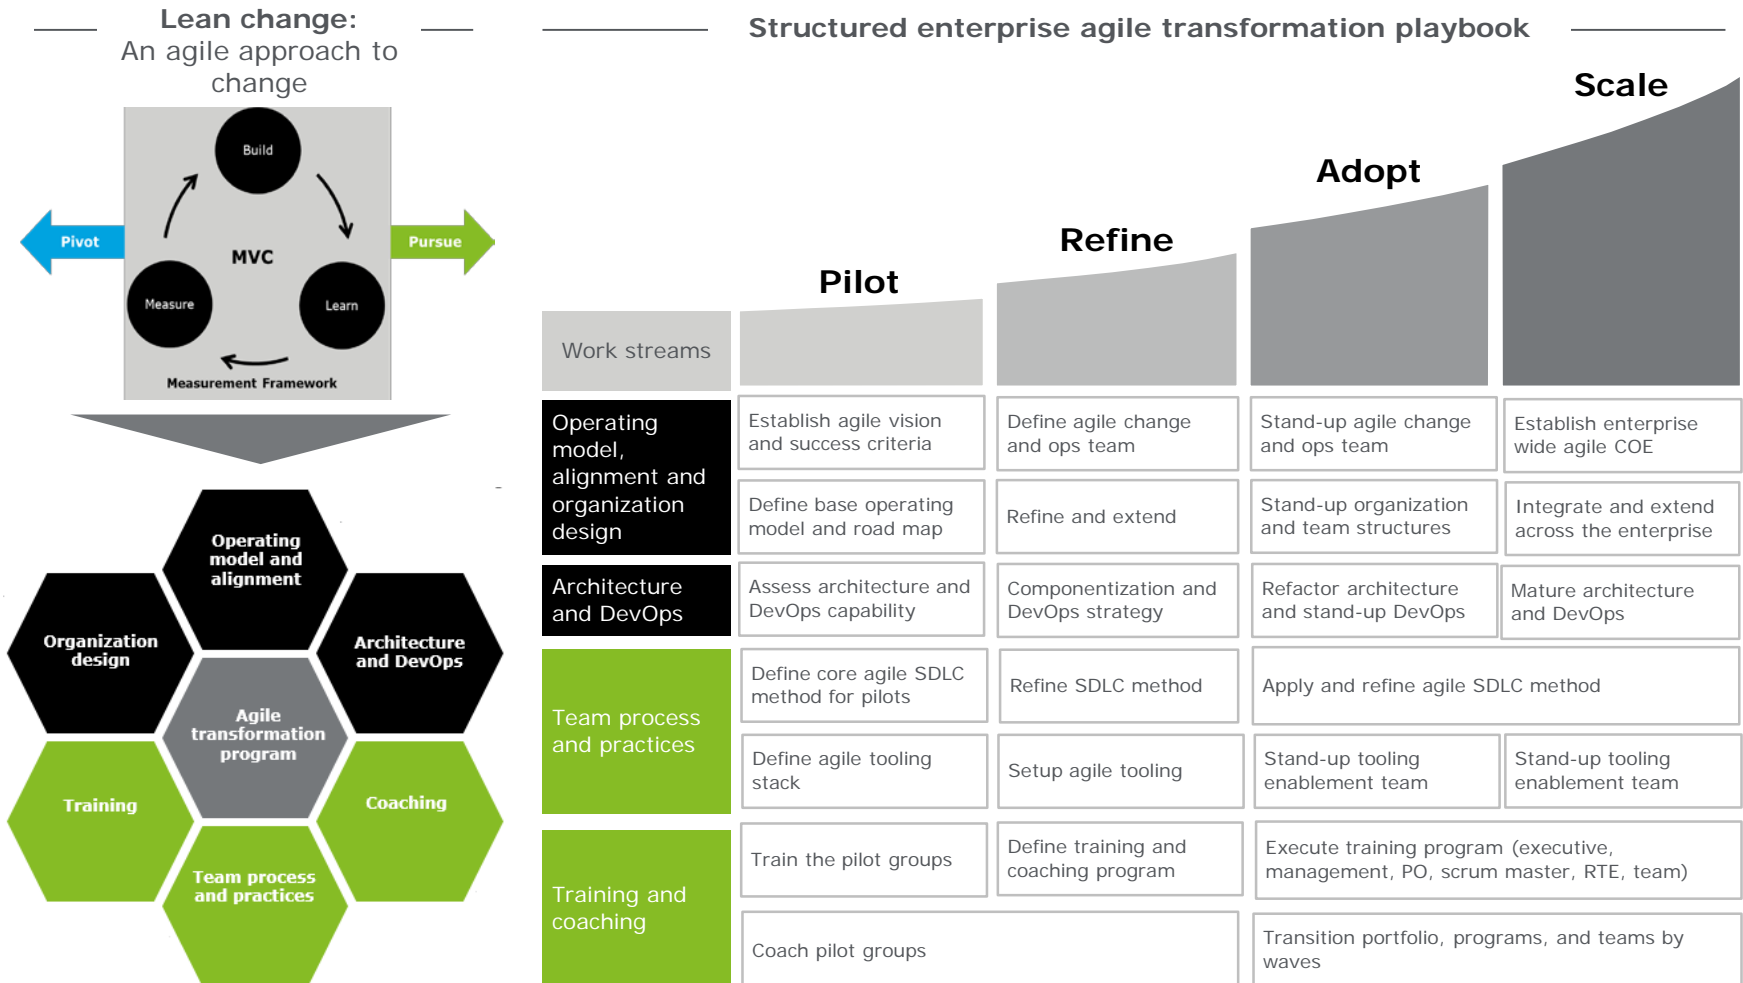 Lean change:
An agile approach to
change
Build
Pivot
Pursue
MVC
Measure
Learn
Measurement Framework
Operating
model and
alignment
Organization
design
Architecture
and DevOps
Agile
transformation
program
Training
Coaching
Team process
and practices
Structured enterprise agile transformation playbook
Scale
Adopt
Refine
Pilot
Work streams
Operating
model,
alignment and
organization
design
Establish agile vision
and success criteria
Define agile change
and ops team
Stand-up agile change
and ops team
Establish enterprise
wide agile COE
Define base operating
model and road map
Refine and extend
Stand-up organization
and team structures
Integrate and extend
across the enterprise
Architecture
and DevOps
Assess architecture and
DevOps capability
Componentization and
DevOps strategy
Refactor architecture
and stand-up DevOps
Mature architecture
and DevOps
Team process
and practices
Define core agile SDLC
method for pilots
Refine SDLC method
Apply and refine agile SDLC method
Define agile tooling
stack
Setup agile tooling
Stand-up tooling
enablement team
Stand-up tooling
enablement team
Training and
coaching
Train the pilot groups
Define training and
coaching program
Execute training program (executive,
management, PO, scrum master, RTE, team)
Coach pilot groups
Transition portfolio, programs, and teams by
waves